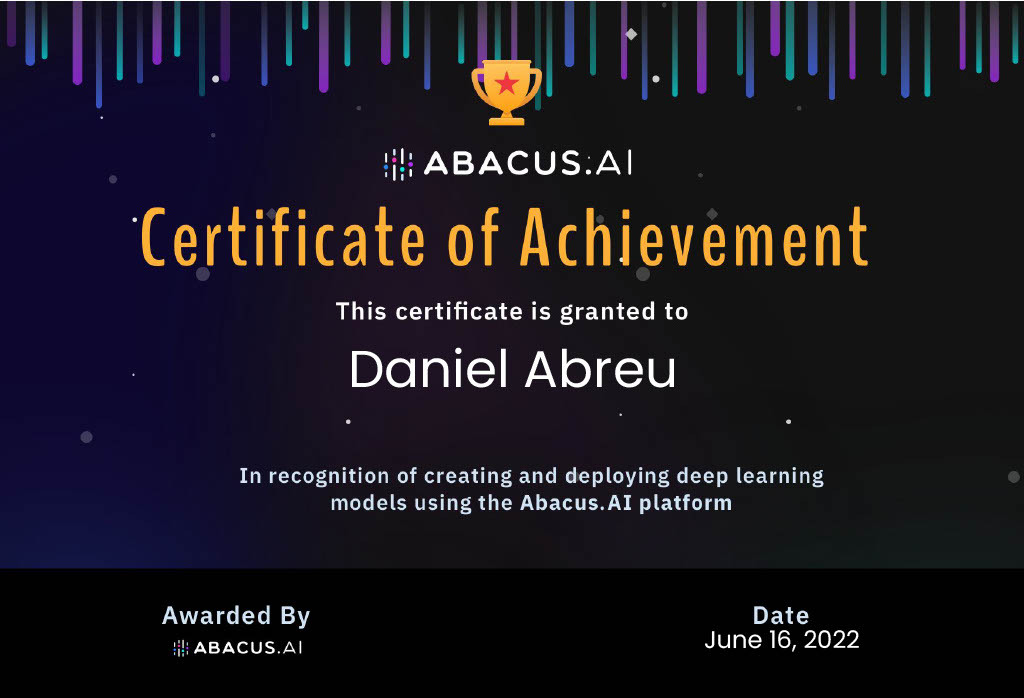 ABACUS.AI
Certificate of Achievement
This certificate is granted to
Daniel Abreu
In recognition of creating and deploying deep learning
models using the Abacus.AI platform
Awarded By
ABACUS.AI
Date
June 16, 2022